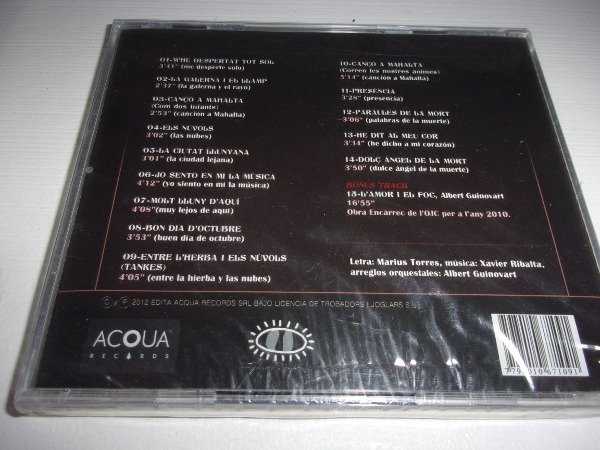 01-M'HE DESPERTAT TOT SOL
3'41" (me desperte solo)
02-LA GALERNA I EL LLAMP
2'37" (la galerna y el rayo)
03-CANÇO A MAHALTA
(Com dos infants)
2'53" (canción a Mahalta)
04-ELS NÚVOLS
3'02" (las nubes)
05-LA CIUTAT LLUNYANA
3'01" (la ciudad lejana)
06-JO SENTO EN MI LA MÚSICA
4'12" (yo siento en mi la música)
07-MOLT LLUNY D'AQUÍ
4'08" (muy lejos de aquí)
08-BON DIA D'OCTUBRE
3'53" (buen día de octubre)
09-ENTRE L'HERBA I ELS NÚVOLS
(TANKES)
4'05" (entre la hierba y las nubes)
10-CANÇO A MAHALTA
(Corren les nostres ànimes)
5'14" (canción a Mahalta)
11-PRESENCIA
3'28" (presencia)
12-PARAULES DE LA MORT
3'06" (palabras de la muerte)
13-HE DIT AL MEU COR
3'34" (he dicho a mi corazón)
14-DOLÇ ÀNGEL DE LA MORT
3'50" (dulce ángel de la muerte)
BONUS TRACK
15-L'AMOR I EL FOC, Albert Guinovart
16'55"
Obra Encàrrec de l'OJC per a l'any 2010.
Letra: Marius Torres, música: Xavier Ribalta,
arreglos orquestales: Albert Guinovart
C y P 2012 EDITA ACQUA RECORDS SRL BAJO LICENCIA DE TROBADORS I JOGLARS S.L.
ACQUA
RECORDS